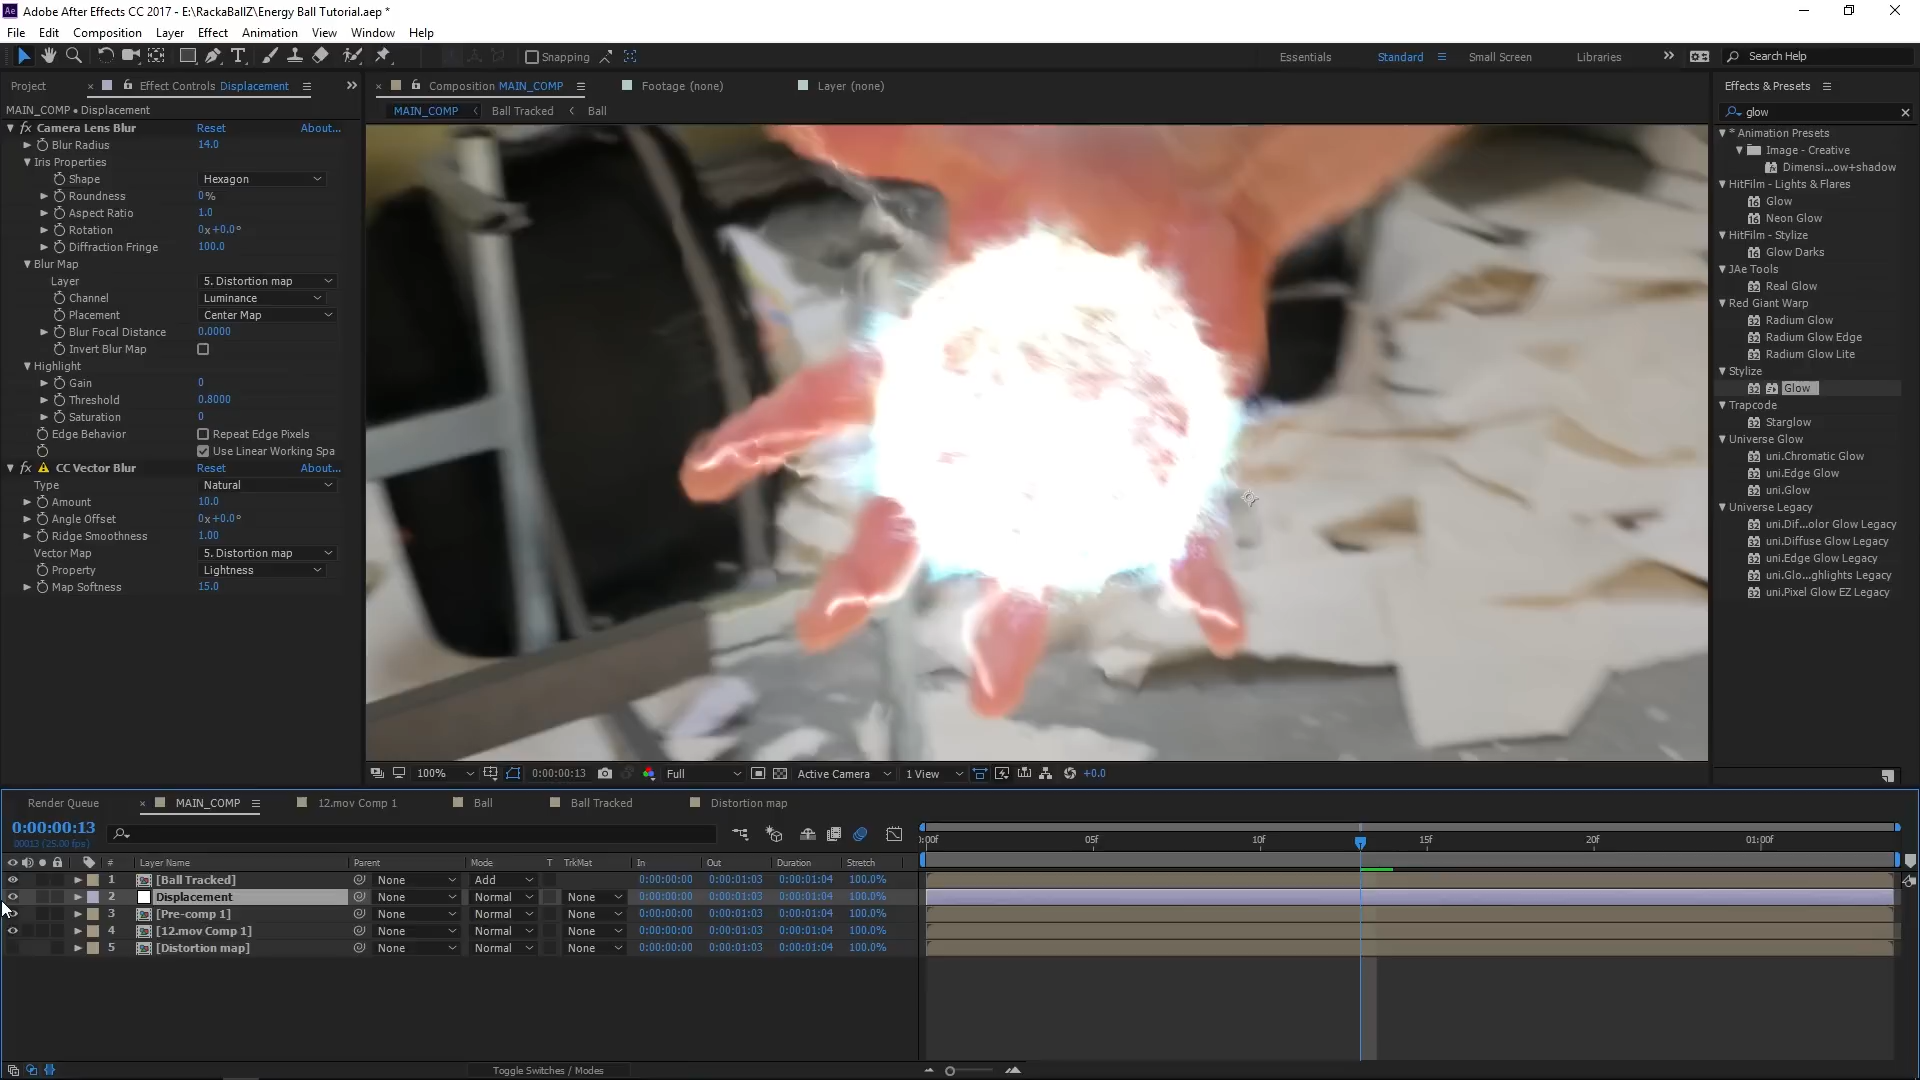 Adobe After Effects CC 2017 - E:\RackaBallZ\Energy Ball Tutorial.aep *
File Edit Composition Layer Effect Animation View Window Help
Snapping Essentials Standard Small Screen Libraries Search Help
Project Effect Controls Displacement
Composition MAIN_COMP Footage (none) Layer (none)
Effects & Presets
MAIN_COMP • Displacement
MAIN_COMP Ball Tracked Ball
glow
fx Camera Lens Blur Reset About...
Blur Radius 14.0
Iris Properties
Shape Hexagon
Roundness 0%
Aspect Ratio 1.0
Rotation 0x+0.0°
Diffraction Fringe 100.0
Blur Map
Layer 5. Distortion map
Channel Luminance
Placement Center Map
Blur Focal Distance 0.0000
Invert Blur Map
Highlight
Gain 0
Threshold 0.8000
Saturation 0
Edge Behavior Repeat Edge Pixels
Use Linear Working Spa
fx CC Vector Blur Reset About...
Type Natural
Amount 10.0
Angle Offset 0x+0.0°
Ridge Smoothness 1.00
Vector Map 5. Distortion map
Property Lightness
Map Softness 15.0
* Animation Presets
Image - Creative
Dimensi...ow+shadow
HitFilm - Lights & Flares
Glow
Neon Glow
HitFilm - Stylize
Glow Darks
JAe Tools
Real Glow
Red Giant Warp
Radium Glow
Radium Glow Edge
Radium Glow Lite
Stylize
Glow
Trapcode
Starglow
Universe Glow
uni.Chromatic Glow
uni.Edge Glow
uni.Glow
Universe Legacy
uni.Dif...olor Glow Legacy
uni.Diffuse Glow Legacy
uni.Edge Glow Legacy
uni.Glo...ghlights Legacy
uni.Pixel Glow EZ Legacy
100% 0:00:00:13 Full Active Camera 1 View +0.0
Render Queue MAIN_COMP 12.mov Comp 1 Ball Ball Tracked Distortion map
0:00:00:13
00013 (25.00 fps)
:00f 05f 10f 15f 20f 01:00f
# Layer Name Parent Mode T TrkMat In Out Duration Stretch
1 [Ball Tracked] None Add 0:00:00:00 0:00:01:03 0:00:01:04 100.0%
2 Displacement None Normal None 0:00:00:00 0:00:01:03 0:00:01:04 100.0%
3 [Pre-comp 1] None Normal None 0:00:00:00 0:00:01:03 0:00:01:04 100.0%
4 [12.mov Comp 1] None Normal None 0:00:00:00 0:00:01:03 0:00:01:04 100.0%
5 [Distortion map] None Normal None 0:00:00:00 0:00:01:03 0:00:01:04 100.0%
Toggle Switches / Modes